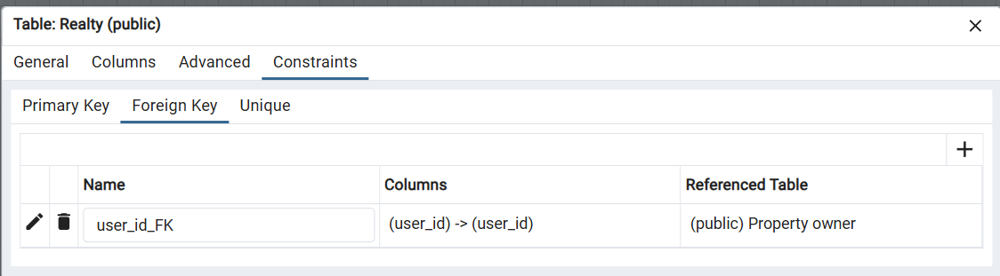 Table: Realty (public)
General Columns Advanced Constraints
Primary Key Foreign Key Unique
Name Columns Referenced Table
user_id_FK (user_id) -> (user_id) (public) Property owner